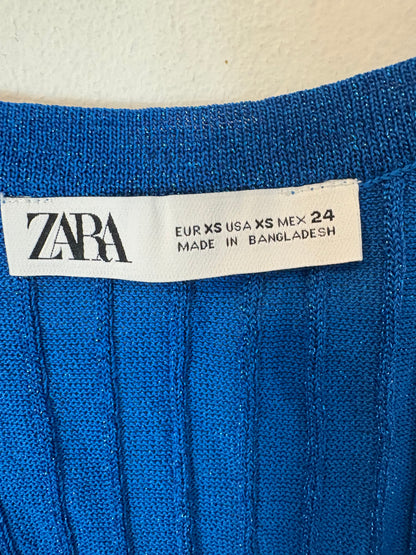 ZARA
EUR XS USA XS MEX 24
MADE IN BANGLADESH